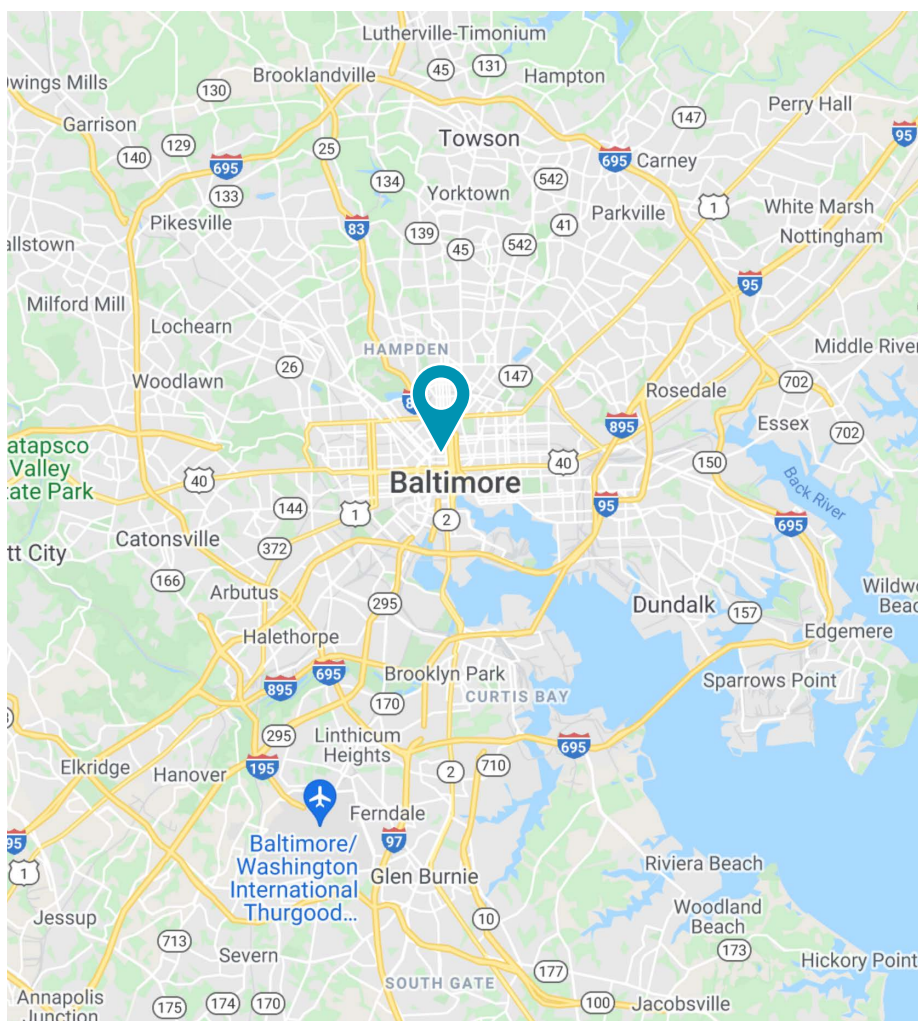 Lutherville-Timonium
45
131
Brooklandville
Hampton
Owings Mills
130
Perry Hall
147
Garrison
Towson
95
129
25
140
695
695
Carney
134
542
133
Yorktown
1
White Marsh
Parkville
Pikesville
83
139
41
45
542
Nottingham
allstown
95
Milford Mill
Lochearn
HAMPDEN
Middle River
26
147
Woodlawn
702
Rosedale
895
Essex
702
atapsco
Valley
tate Park
40
150
40
Baltimore
Back River
144
1
2
95
695
Catonsville
372
tt City
166
Arbutus
295
Dundalk
157
Wildwo
Beac
Halethorpe
Edgemere
695
Brooklyn Park
895
CURTIS BAY
Sparrows Point
170
295
Linthicum
Heights
695
Elkridge
Hanover
195
2
710
Ferndale
95
97
Baltimore/
Washington
International
Thurgood...
1
Glen Burnie
Riviera Beach
Jessup
10
Woodland
Beach
713
173
Severn
177
Hickory Point
SOUTH GATE
Annapolis
Junction
175
174
170
100
Jacobsville